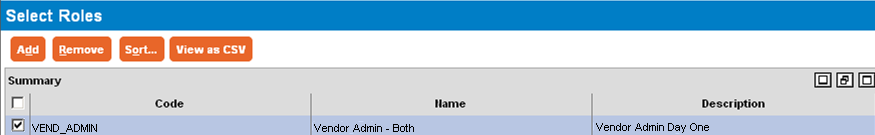 Select Roles
Add Remove Sort... View as CSV
Summary
Code Name Description
VEND_ADMIN Vendor Admin - Both Vendor Admin Day One